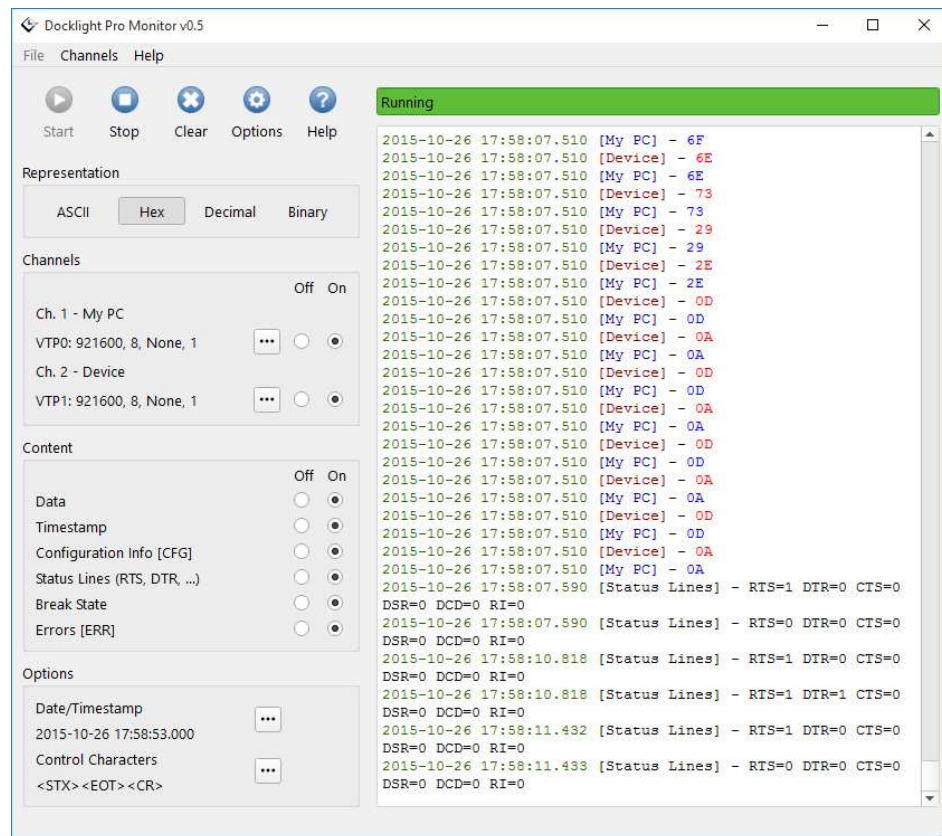 Docklight Pro Monitor v0.5
File Channels Help
Start Stop Clear Options Help
Representation
ASCII Hex Decimal Binary
Channels
Off On
Ch. 1 - My PC
VTP0: 921600, 8, None, 1 ...
Ch. 2 - Device
VTP1: 921600, 8, None, 1 ...
Content
Off On
Data
Timestamp
Configuration Info [CFG]
Status Lines (RTS, DTR, ...)
Break State
Errors [ERR]
Options
Date/Timestamp
2015-10-26 17:58:53.000 ...
Control Characters
<STX><EOT><CR> ...
Running
2015-10-26 17:58:07.510 [My PC] - 6F
2015-10-26 17:58:07.510 [Device] - 6E
2015-10-26 17:58:07.510 [My PC] - 6E
2015-10-26 17:58:07.510 [Device] - 73
2015-10-26 17:58:07.510 [My PC] - 73
2015-10-26 17:58:07.510 [Device] - 29
2015-10-26 17:58:07.510 [My PC] - 29
2015-10-26 17:58:07.510 [Device] - 2E
2015-10-26 17:58:07.510 [My PC] - 2E
2015-10-26 17:58:07.510 [Device] - 0D
2015-10-26 17:58:07.510 [My PC] - 0D
2015-10-26 17:58:07.510 [Device] - 0A
2015-10-26 17:58:07.510 [My PC] - 0A
2015-10-26 17:58:07.510 [Device] - 0D
2015-10-26 17:58:07.510 [My PC] - 0D
2015-10-26 17:58:07.510 [Device] - 0A
2015-10-26 17:58:07.510 [My PC] - 0A
2015-10-26 17:58:07.510 [Device] - 0D
2015-10-26 17:58:07.510 [My PC] - 0D
2015-10-26 17:58:07.510 [Device] - 0A
2015-10-26 17:58:07.510 [My PC] - 0A
2015-10-26 17:58:07.510 [Device] - 0D
2015-10-26 17:58:07.510 [My PC] - 0D
2015-10-26 17:58:07.510 [Device] - 0A
2015-10-26 17:58:07.510 [My PC] - 0A
2015-10-26 17:58:07.590 [Status Lines] - RTS=1 DTR=0 CTS=0
DSR=0 DCD=0 RI=0
2015-10-26 17:58:07.590 [Status Lines] - RTS=0 DTR=0 CTS=0
DSR=0 DCD=0 RI=0
2015-10-26 17:58:10.818 [Status Lines] - RTS=1 DTR=0 CTS=0
DSR=0 DCD=0 RI=0
2015-10-26 17:58:10.818 [Status Lines] - RTS=1 DTR=1 CTS=0
DSR=0 DCD=0 RI=0
2015-10-26 17:58:11.432 [Status Lines] - RTS=1 DTR=0 CTS=0
DSR=0 DCD=0 RI=0
2015-10-26 17:58:11.433 [Status Lines] - RTS=0 DTR=0 CTS=0
DSR=0 DCD=0 RI=0